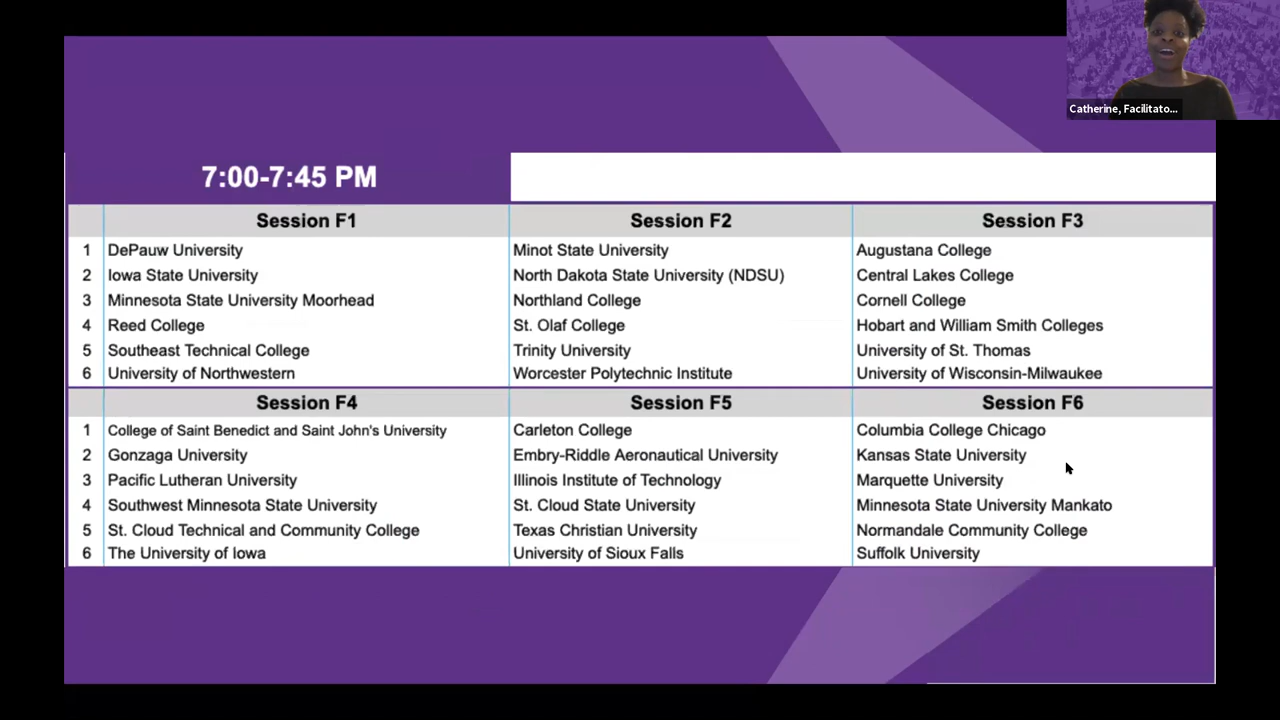 Catherine, Facilitato...
7:00-7:45 PM
Session F1 Session F2 Session F3
1 DePauw University Minot State University Augustana College
2 Iowa State University North Dakota State University (NDSU) Central Lakes College
3 Minnesota State University Moorhead Northland College Cornell College
4 Reed College St. Olaf College Hobart and William Smith Colleges
5 Southeast Technical College Trinity University University of St. Thomas
6 University of Northwestern Worcester Polytechnic Institute University of Wisconsin-Milwaukee
Session F4 Session F5 Session F6
1 College of Saint Benedict and Saint John's University Carleton College Columbia College Chicago
2 Gonzaga University Embry-Riddle Aeronautical University Kansas State University
3 Pacific Lutheran University Illinois Institute of Technology Marquette University
4 Southwest Minnesota State University St. Cloud State University Minnesota State University Mankato
5 St. Cloud Technical and Community College Texas Christian University Normandale Community College
6 The University of Iowa University of Sioux Falls Suffolk University